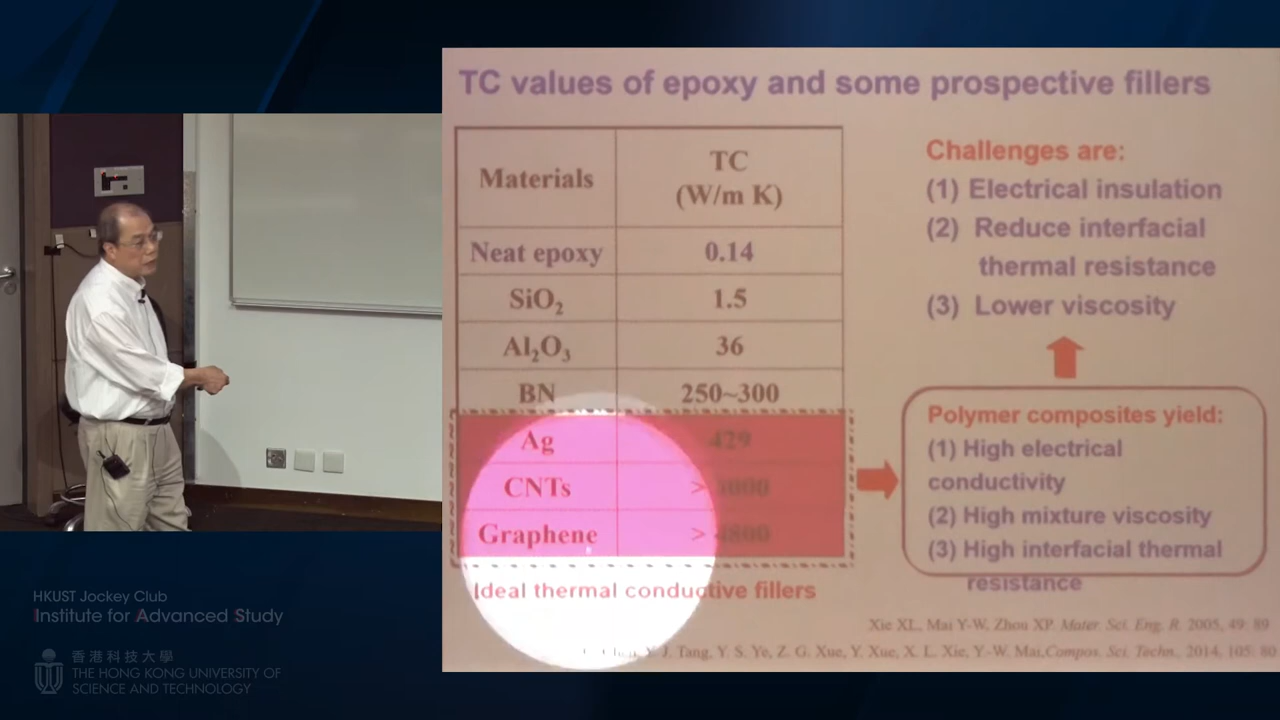 TC values of epoxy and some prospective fillers
Materials
TC
(W/m K)
Neat epoxy
0.14
SiO₂
1.5
Al₂O₃
36
BN
250~300
Ag
429
CNTs
Graphene
Ideal thermal conductive fillers
Challenges are:
(1) Electrical insulation
(2) Reduce interfacial
thermal resistance
(3) Lower viscosity
Polymer composites yield:
(1) High electrical
conductivity
(2) High mixture viscosity
(3) High interfacial thermal
resistance
Xie XL, Mai Y-W, Zhou XP. Mater. Sci. Eng. R. 2005, 49: 89
J. Tang, Y. S. Ye, Z. G. Xue, Y. Xue, X. L. Xie, Y.-W. Mai, Compos. Sci. Techn., 2014, 105: 80
HKUST Jockey Club
Institute for Advanced Study
香港科技大學
THE HONG KONG UNIVERSITY OF
SCIENCE AND TECHNOLOGY